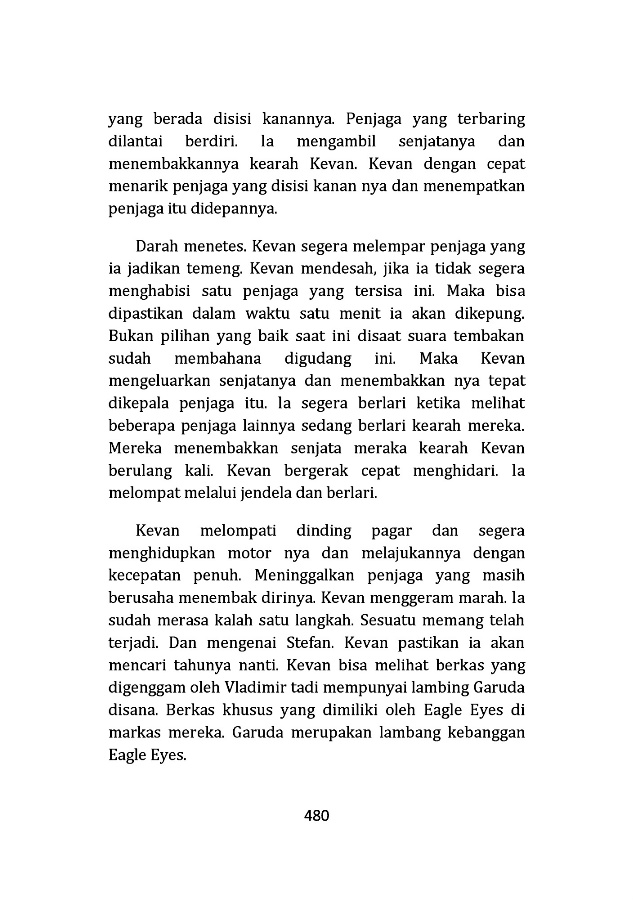 yang berada disisi kanannya. Penjaga yang terbaring
dilantai berdiri. Ia mengambil senjatanya dan
menembakkannya kearah Kevan. Kevan dengan cepat
menarik penjaga yang disisi kanan nya dan menempatkan
penjaga itu didepannya.
Darah menetes. Kevan segera melempar penjaga yang
ia jadikan temeng. Kevan mendesah, jika ia tidak segera
menghabisi satu penjaga yang tersisa ini. Maka bisa
dipastikan dalam waktu satu menit ia akan dikepung.
Bukan pilihan yang baik saat ini disaat suara tembakan
sudah membahana digudang ini. Maka Kevan
mengeluarkan senjatanya dan menembakkan nya tepat
dikepala penjaga itu. Ia segera berlari ketika melihat
beberapa penjaga lainnya sedang berlari kearah mereka.
Mereka menembakkan senjata meraka kearah Kevan
berulang kali. Kevan bergerak cepat menghidari. Ia
melompat melalui jendela dan berlari.
Kevan melompati dinding pagar dan segera
menghidupkan motor nya dan melajukannya dengan
kecepatan penuh. Meninggalkan penjaga yang masih
berusaha menembak dirinya. Kevan menggeram marah. Ia
sudah merasa kalah satu langkah. Sesuatu memang telah
terjadi. Dan mengenai Stefan. Kevan pastikan ia akan
mencari tahunya nanti. Kevan bisa melihat berkas yang
digenggam oleh Vladimir tadi mempunyai lambing Garuda
disana. Berkas khusus yang dimiliki oleh Eagle Eyes di
markas mereka. Garuda merupakan lambang kebanggan
Eagle Eyes.
480